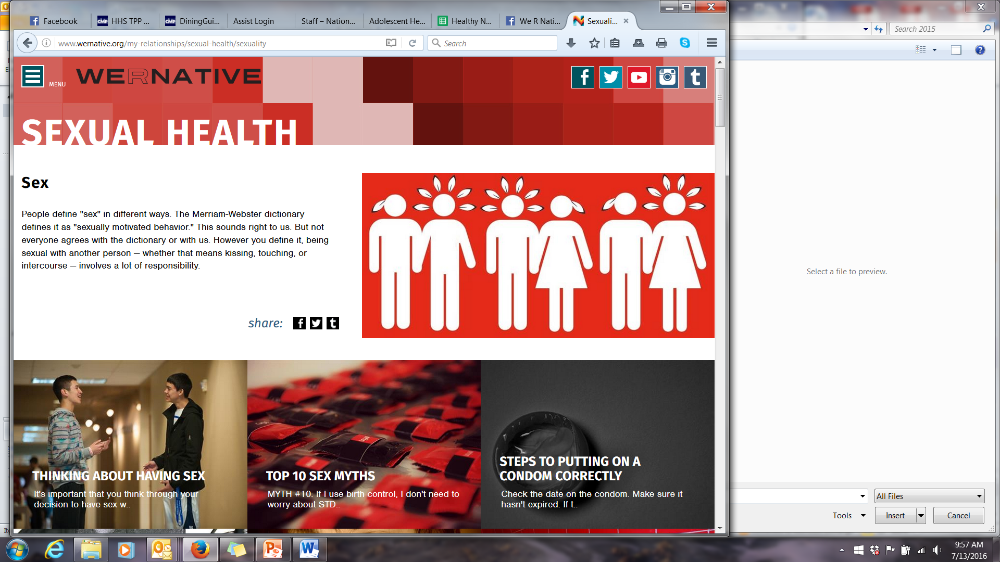 Facebook
HHS TPP ...
DiningGui...
Assist Login
Staff – Nation...
Adolescent He...
Healthy N...
We R Nati...
Sexuali...
www.wernative.org/my-relationships/sexual-health/sexuality
Search
Search 2015
MENU
WERNATIVE
SEXUAL HEALTH
Sex
People define "sex" in different ways. The Merriam-Webster dictionary
defines it as "sexually motivated behavior." This sounds right to us. But not
everyone agrees with the dictionary or with us. However you define it, being
sexual with another person — whether that means kissing, touching, or
intercourse — involves a lot of responsibility.
share:
Select a file to preview.
THINKING ABOUT HAVING SEX
It's important that you think through your
decision to have sex w..
TOP 10 SEX MYTHS
MYTH #10: If I use birth control, I don't need to
worry about STD..
STEPS TO PUTTING ON A
CONDOM CORRECTLY
Check the date on the condom. Make sure it
hasn't expired. If t..
All Files
Tools
Insert
Cancel
9:57 AM
7/13/2016